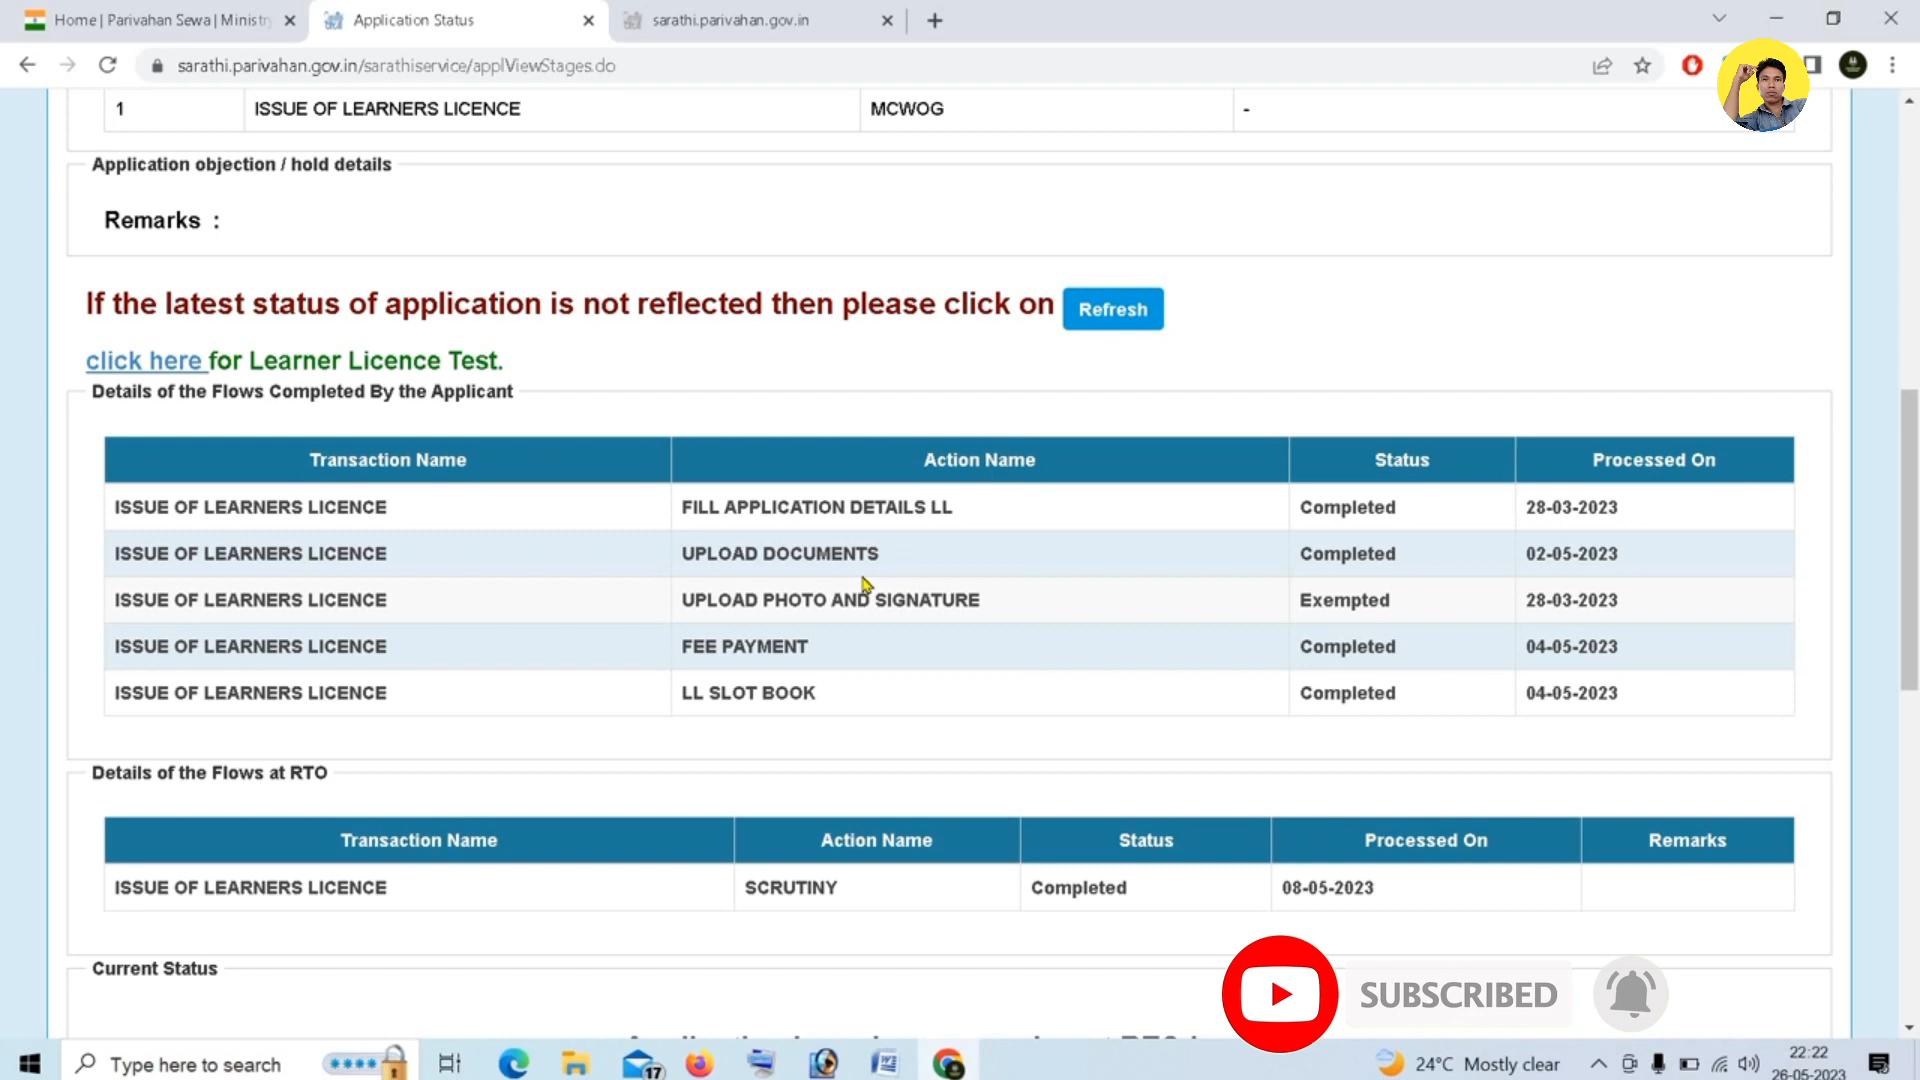 Home | Parivahan Sewa | Ministr
Application Status
sarathi.parivahan.gov.in
sarathi.parivahan.gov.in/sarathiservice/applViewStages.do
1 ISSUE OF LEARNERS LICENCE MCWOG -
Application objection / hold details
Remarks :
If the latest status of application is not reflected then please click on Refresh
click here for Learner Licence Test.
Details of the Flows Completed By the Applicant
Transaction Name Action Name Status Processed On
ISSUE OF LEARNERS LICENCE FILL APPLICATION DETAILS LL Completed 28-03-2023
ISSUE OF LEARNERS LICENCE UPLOAD DOCUMENTS Completed 02-05-2023
ISSUE OF LEARNERS LICENCE UPLOAD PHOTO AND SIGNATURE Exempted 28-03-2023
ISSUE OF LEARNERS LICENCE FEE PAYMENT Completed 04-05-2023
ISSUE OF LEARNERS LICENCE LL SLOT BOOK Completed 04-05-2023
Details of the Flows at RTO
Transaction Name Action Name Status Processed On Remarks
ISSUE OF LEARNERS LICENCE SCRUTINY Completed 08-05-2023
Current Status
SUBSCRIBED
Type here to search
17
24°C Mostly clear
22:22
26-05-2023